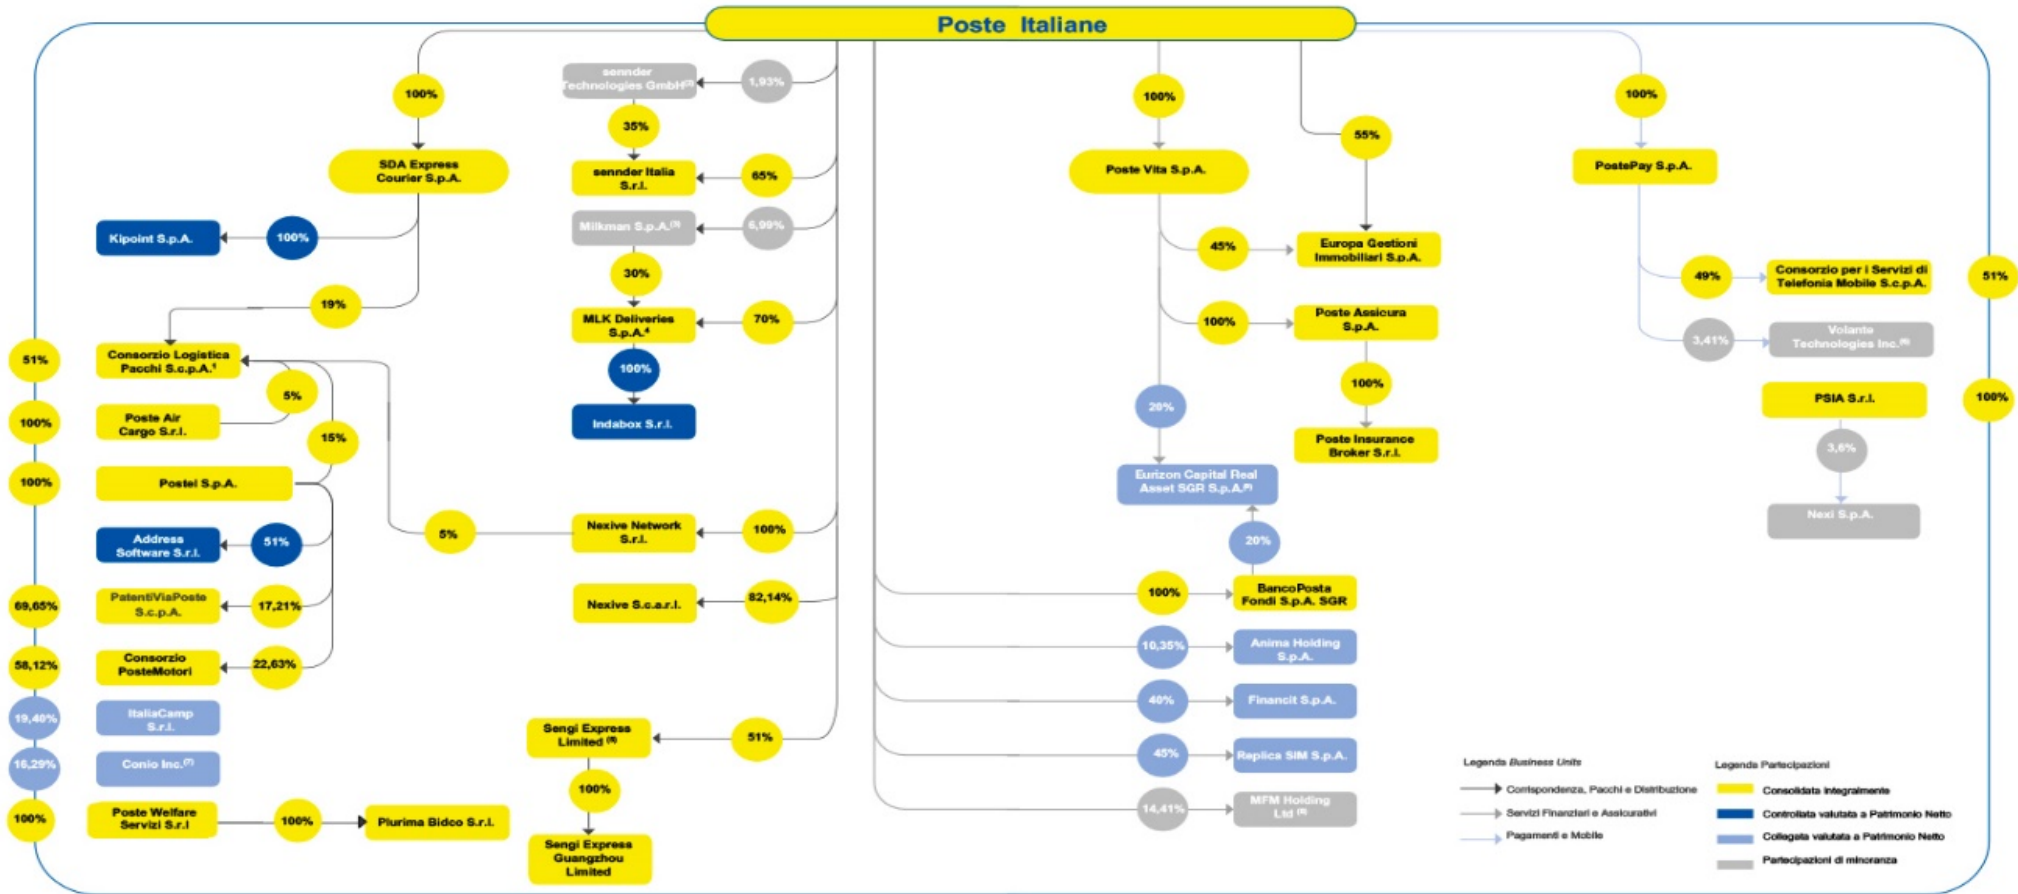 Poste Italiane
sennder
Technologies GmbH(3)
1,93%
100%
35%
SDA Express
Courier S.p.A.
sennder Italia
S.r.l.
65%
Kipoint S.p.A.
100%
Milkman S.p.A.(3)
6,99%
30%
19%
MLK Deliveries
S.p.A.4
70%
51%
Consorzio Logistica
Pacchi S.c.p.A.1
100%
5%
Indabox S.r.l.
100%
Poste Air
Cargo S.r.l.
15%
100%
Postel S.p.A.
Address
Software S.r.l.
51%
5%
Nexive Network
S.r.l.
100%
69,65%
PatentiViaPoste
S.c.p.A.
17,21%
Nexive S.c.a.r.l.
82,14%
58,12%
Consorzio
PosteMotori
22,63%
19,40%
ItaliaCamp
S.r.l.
16,29%
Conio Inc.(7)
100%
Poste Welfare
Servizi S.r.l
100%
Plurima Bidco S.r.l.
Sengi Express
Limited (6)
51%
100%
Sengi Express
Guangzhou
Limited
100%
55%
Poste Vita S.p.A.
45%
Europa Gestioni
Immobiliari S.p.A.
100%
Poste Assicura
S.p.A.
100%
Poste Insurance
Broker S.r.l.
20%
Eurizon Capital Real
Asset SGR S.p.A.
20%
100%
BancoPosta
Fondi S.p.A. SGR
10,35%
Anima Holding
S.p.A.
40%
Financit S.p.A.
45%
Replica SIM S.p.A.
14,41%
MFM Holding
Ltd
100%
PostePay S.p.A.
49%
Consorzio per i Servizi di
Telefonia Mobile S.c.p.A.
51%
3,41%
Volante
Technologies Inc.
PSIA S.r.l.
100%
3,6%
Nexi S.p.A.
Legenda Business Units
Corrispondenza, Pacchi e Distribuzione
Servizi Finanziari e Assicurativi
Pagamenti e Mobile
Legenda Partecipazioni
Consolidata integralmente
Controllata valutata a Patrimonio Netto
Collegata valutata a Patrimonio Netto
Partecipazioni di minoranza